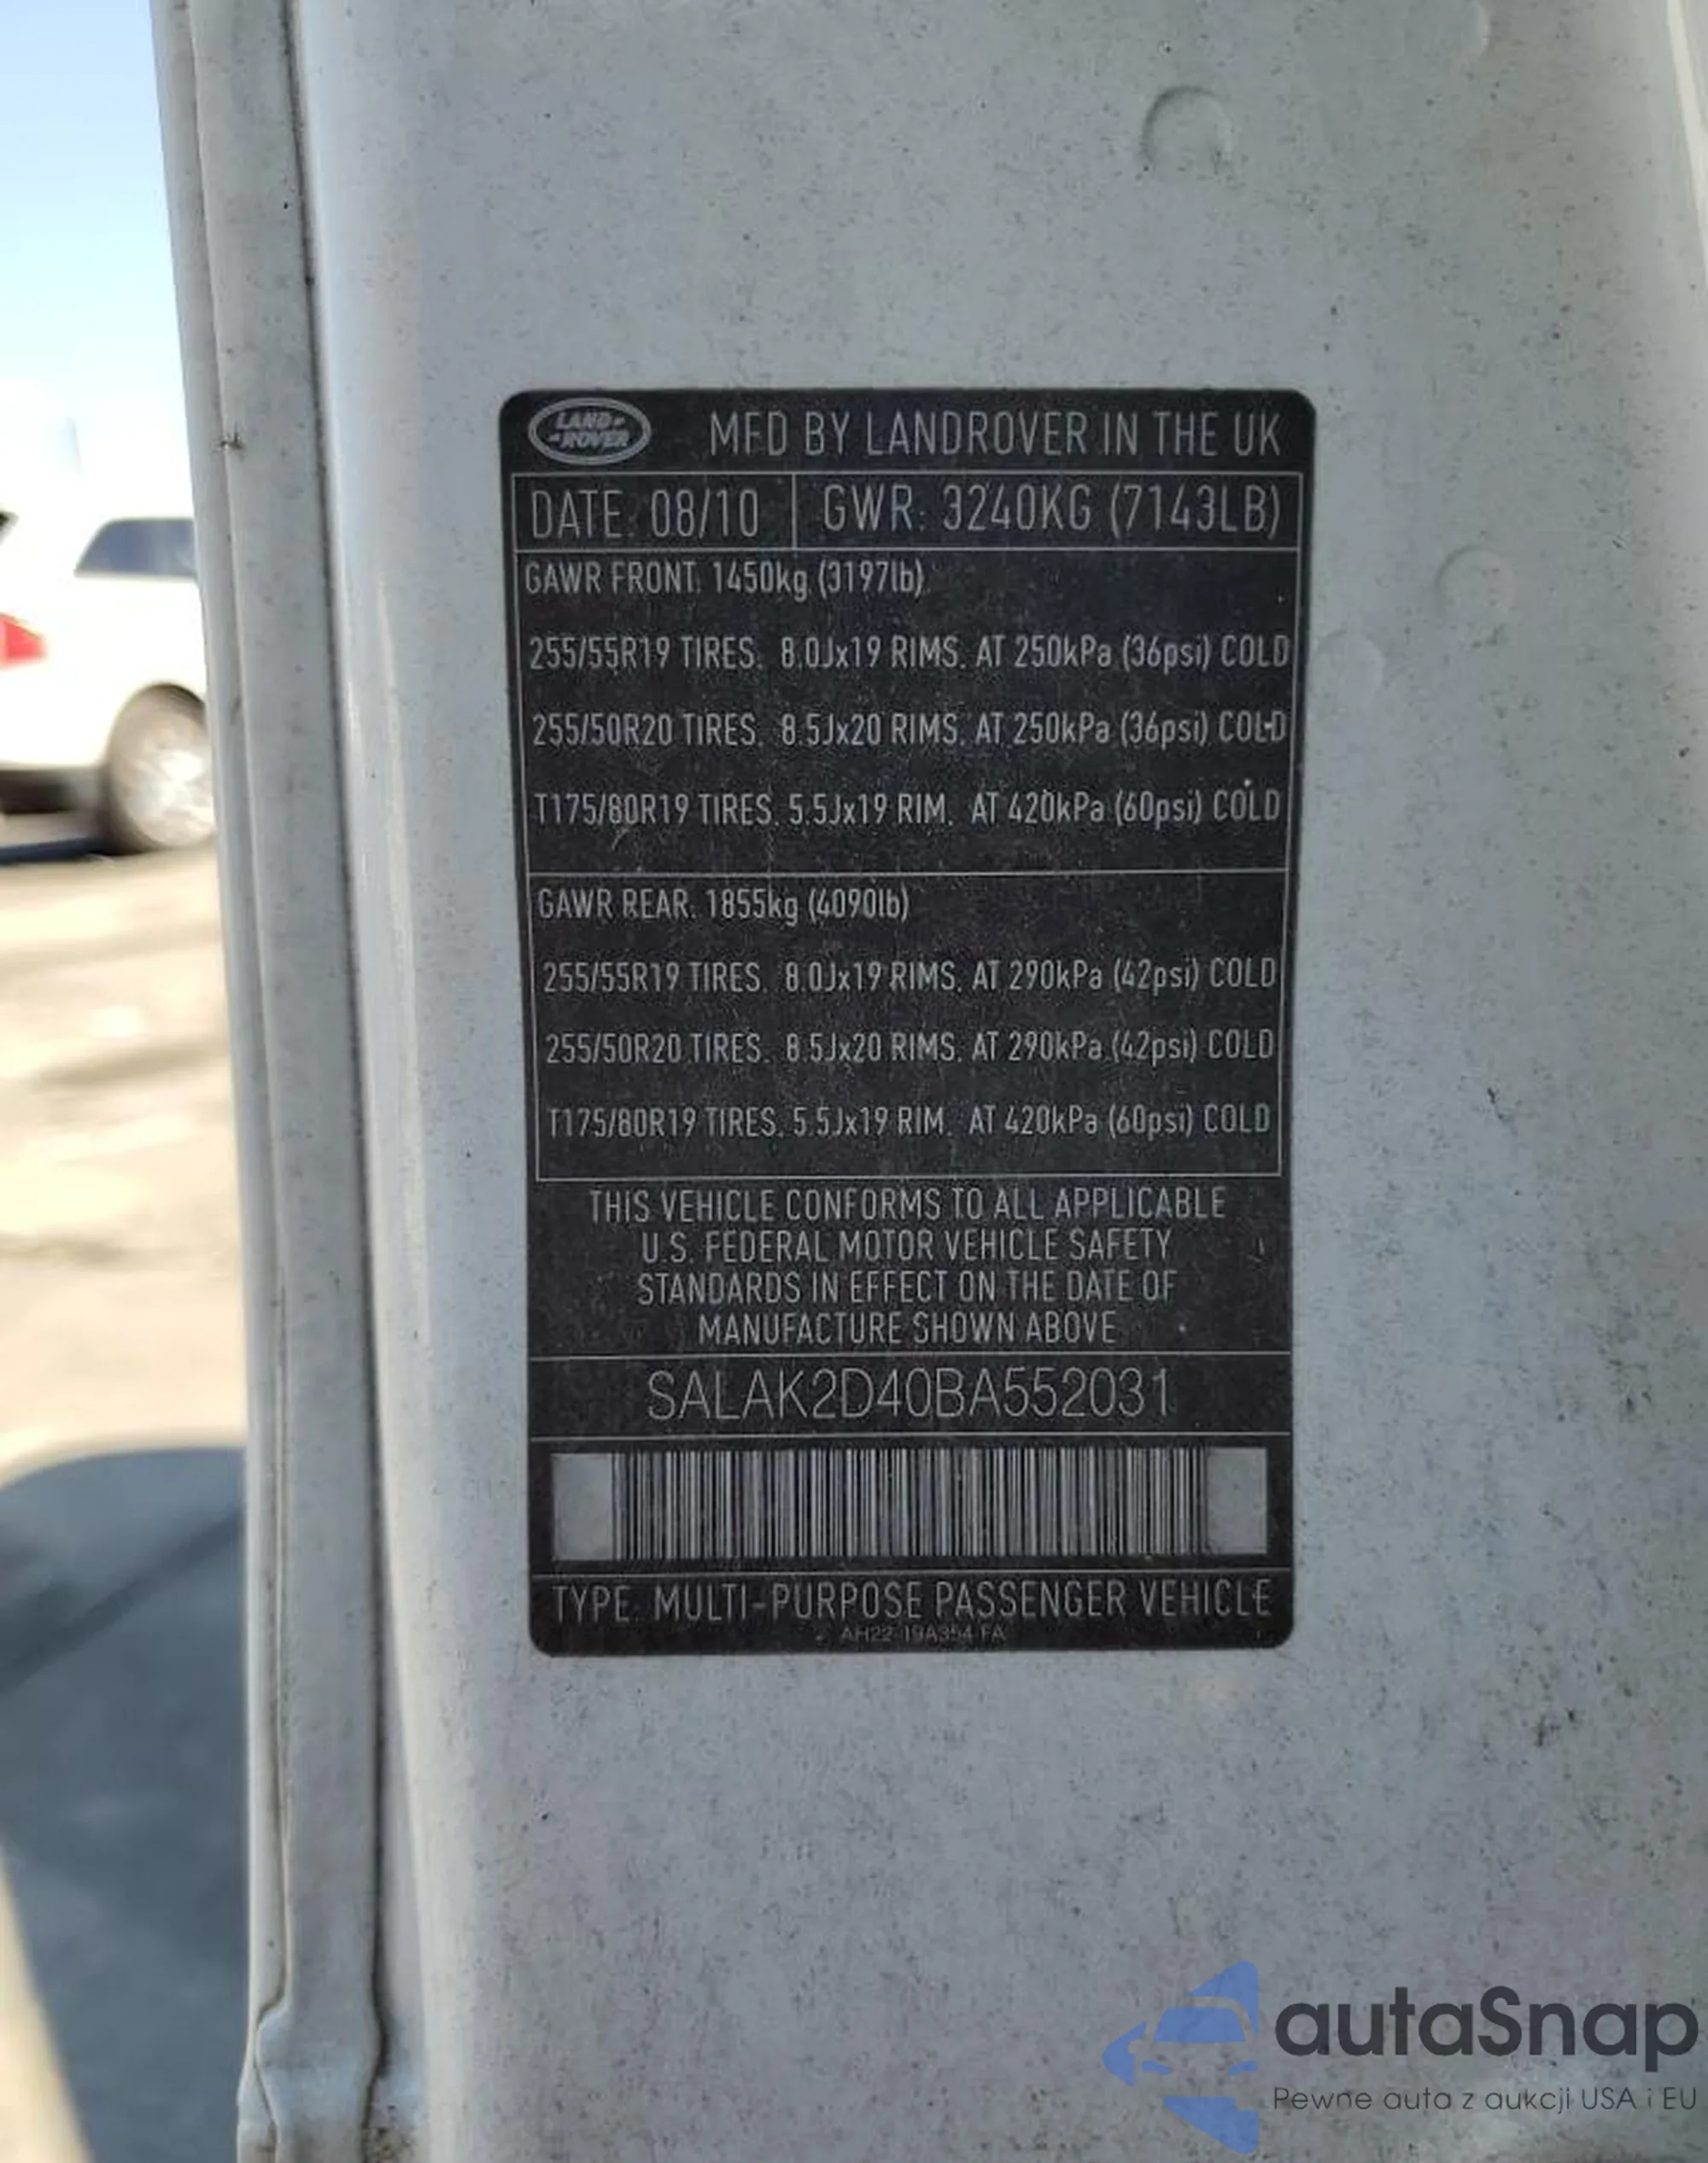 LAND-
-ROVER
MFD BY LANDROVER IN THE UK
DATE: 08/10
GWR: 3240KG (7143LB)
GAWR FRONT: 1450kg (3197lb)
255/55R19 TIRES, 8.0Jx19 RIMS, AT 250kPa (36psi) COLD
255/50R20 TIRES, 8.5Jx20 RIMS, AT 250kPa (36psi) COLD
T175/80R19 TIRES, 5.5Jx19 RIM, AT 420kPa (60psi) COLD
GAWR REAR: 1855kg (4090lb)
255/55R19 TIRES, 8.0Jx19 RIMS, AT 290kPa (42psi) COLD
255/50R20 TIRES, 8.5Jx20 RIMS, AT 290kPa (42psi) COLD
T175/80R19 TIRES, 5.5Jx19 RIM, AT 420kPa (60psi) COLD
THIS VEHICLE CONFORMS TO ALL APPLICABLE
U.S. FEDERAL MOTOR VEHICLE SAFETY
STANDARDS IN EFFECT ON THE DATE OF
MANUFACTURE SHOWN ABOVE
SALAK2D40BA552031
TYPE: MULTI-PURPOSE PASSENGER VEHICLE
AH22-19A354-FA
autaSnap
Pewne auta z aukcji USA i EU